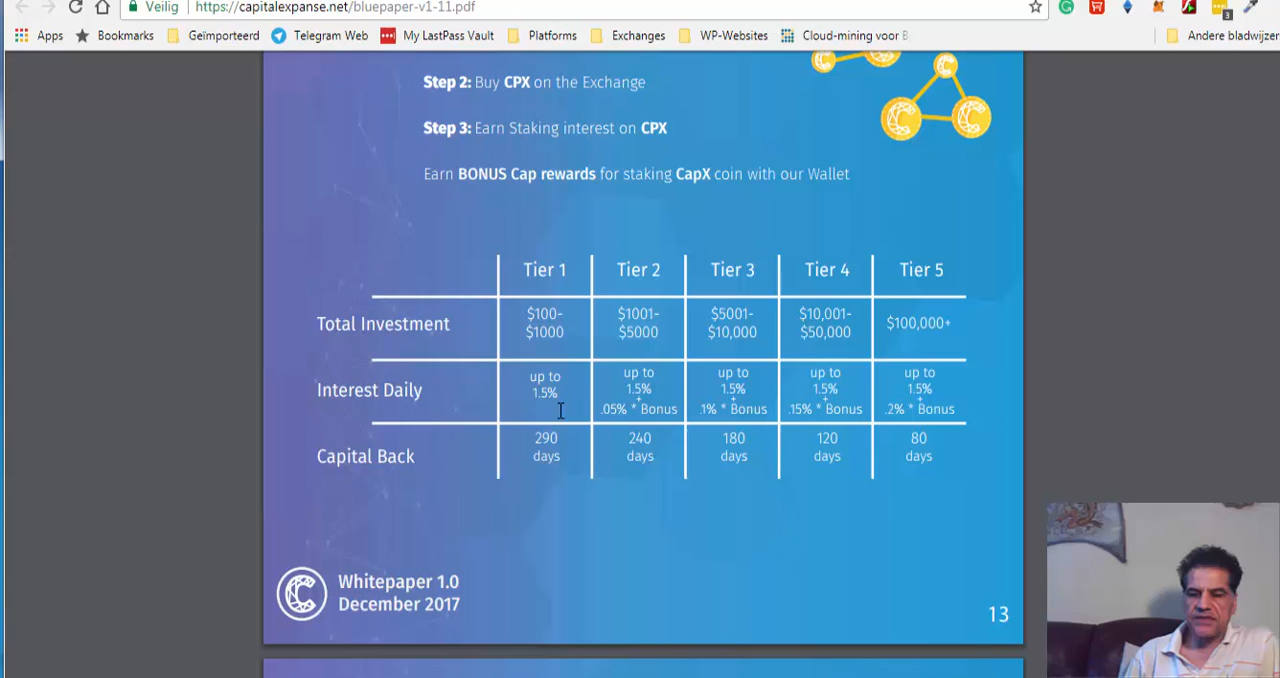 Veilig
https://capitalexpanse.net/bluepaper-v1-11.pdf
3
Apps
Bookmarks
Geïmporteerd
Telegram Web
My LastPass Vault
Platforms
Exchanges
WP-Websites
Cloud-mining voor B
Andere bladwijzer
Step 2: Buy CPX on the Exchange
Step 3: Earn Staking interest on CPX
Earn BONUS Cap rewards for staking CapX coin with our Wallet
Tier 1 Tier 2 Tier 3 Tier 4 Tier 5
Total Investment
$100-
$1000
$1001-
$5000
$5001-
$10,000
$10,001-
$50,000
$100,000+
Interest Daily
up to
1.5%
up to
1.5%
+
.05% * Bonus
up to
1.5%
+
.1% * Bonus
up to
1.5%
+
.15% * Bonus
up to
1.5%
+
.2% * Bonus
Capital Back
290
days
240
days
180
days
120
days
80
days
Whitepaper 1.0
December 2017
13